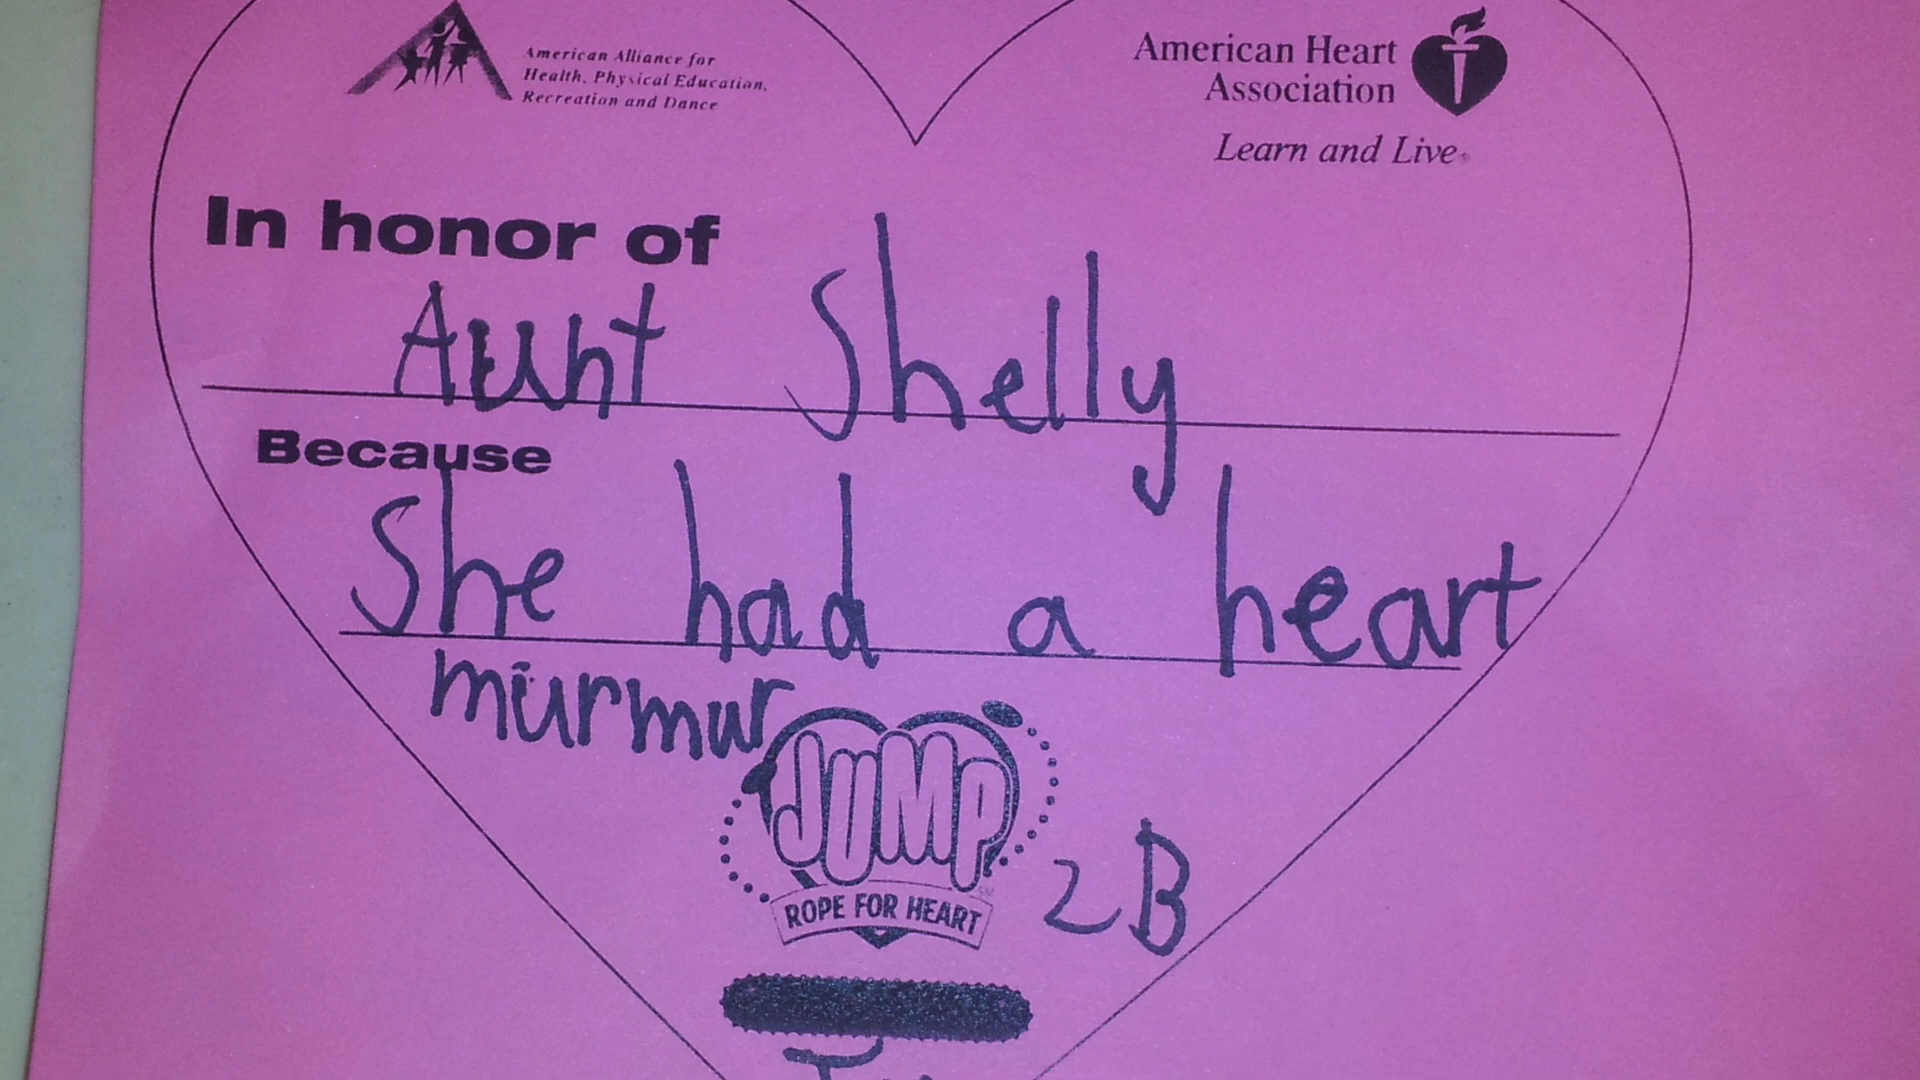 American Alliance for
Health, Physical Education,
Recreation and Dance
American Heart
Association
Learn and Live
In honor of
Aunt Shelly
Because
She had a heart
murmur
JUMP
ROPE FOR HEART
2B